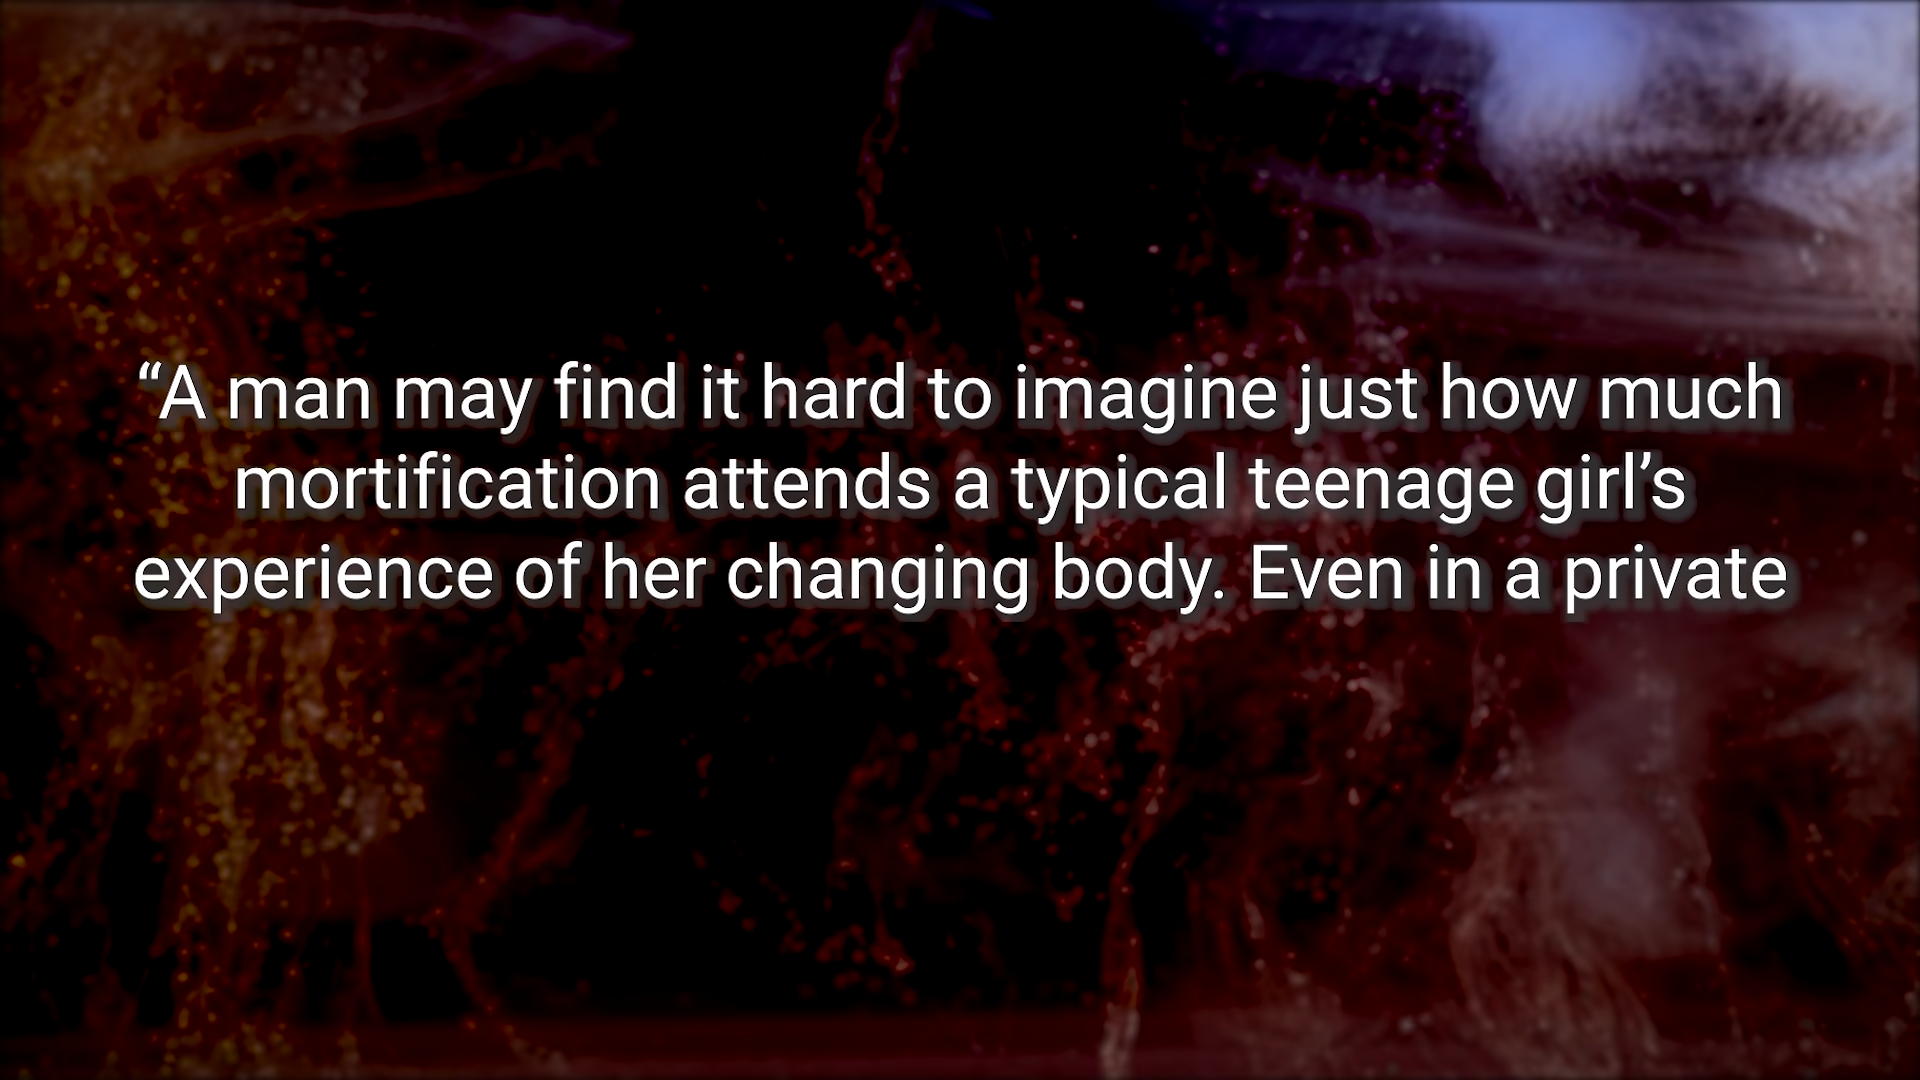 “A man may find it hard to imagine just how much
mortification attends a typical teenage girl’s
experience of her changing body. Even in a private